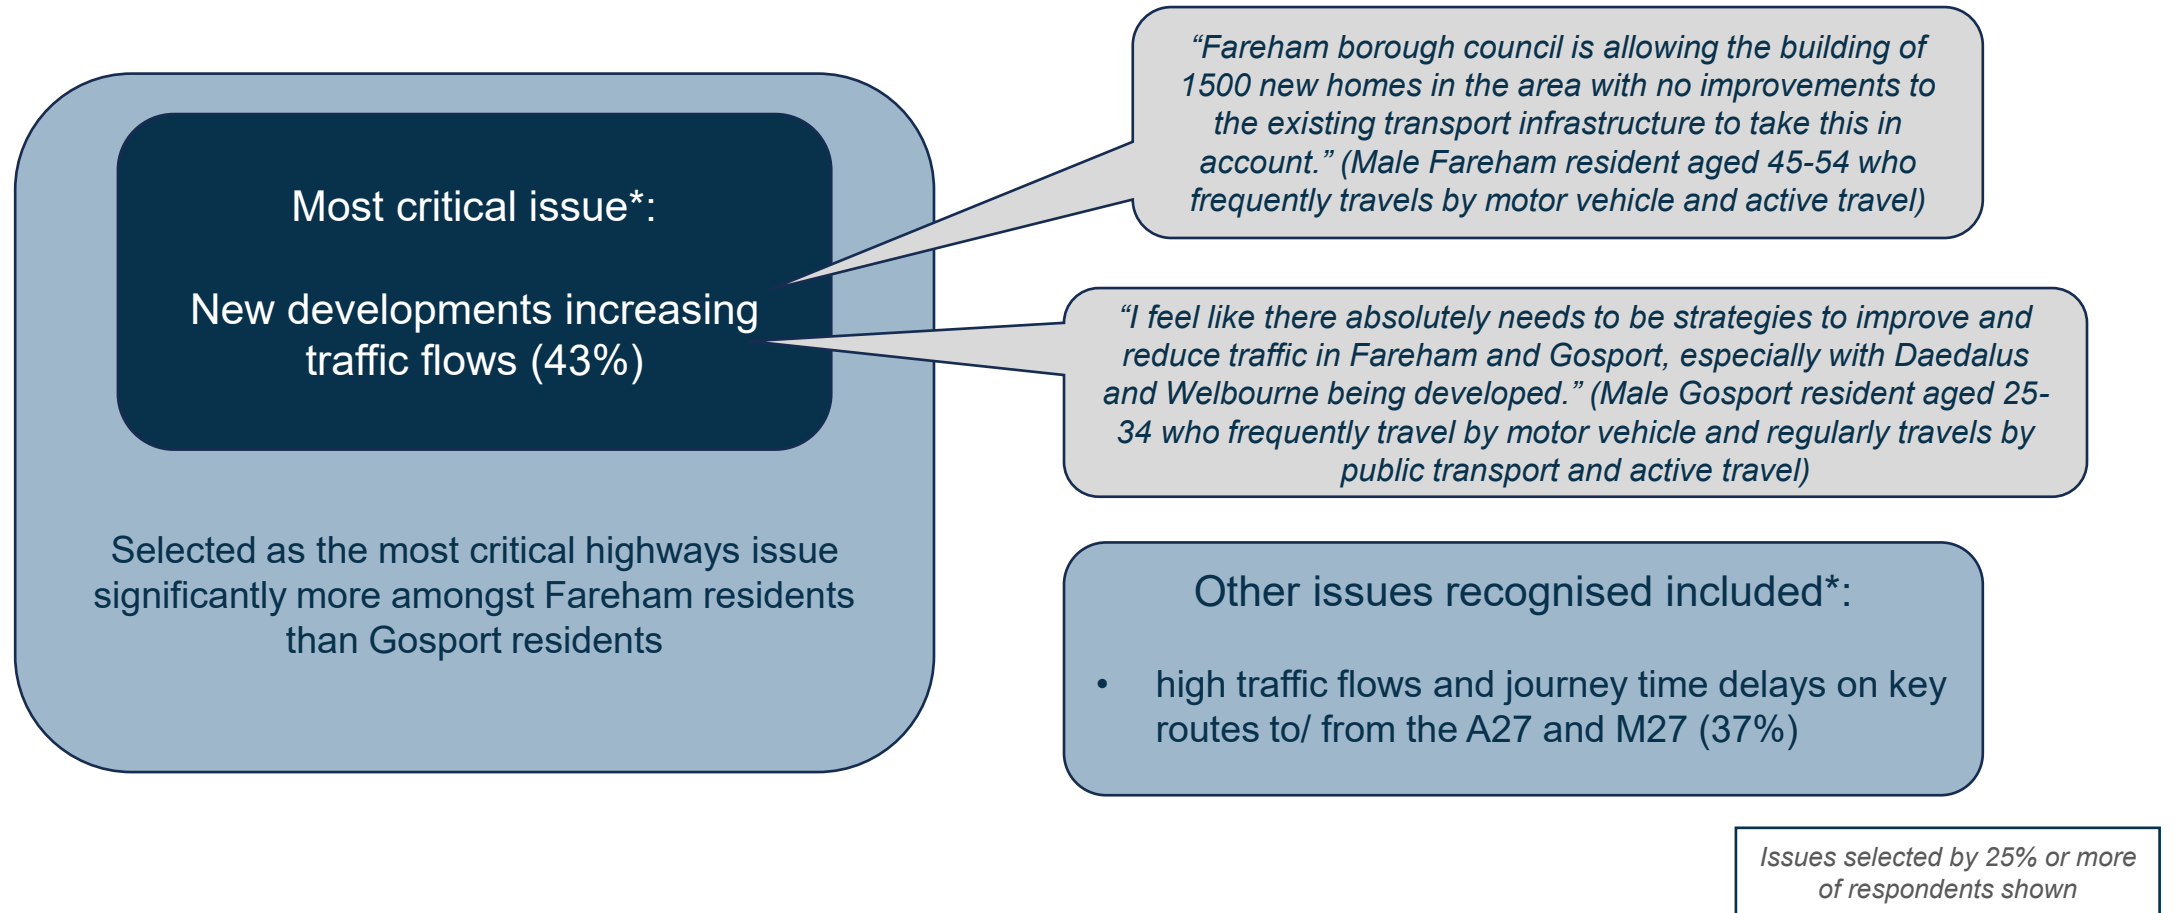 Most critical issue*:
New developments increasing
traffic flows (43%)
Selected as the most critical highways issue
significantly more amongst Fareham residents
than Gosport residents
“Fareham borough council is allowing the building of
1500 new homes in the area with no improvements to
the existing transport infrastructure to take this in
account.” (Male Fareham resident aged 45-54 who
frequently travels by motor vehicle and active travel)
“I feel like there absolutely needs to be strategies to improve and
reduce traffic in Fareham and Gosport, especially with Daedalus
and Welbourne being developed.” (Male Gosport resident aged 25-
34 who frequently travel by motor vehicle and regularly travels by
public transport and active travel)
Other issues recognised included*:
• high traffic flows and journey time delays on key
routes to/ from the A27 and M27 (37%)
Issues selected by 25% or more
of respondents shown